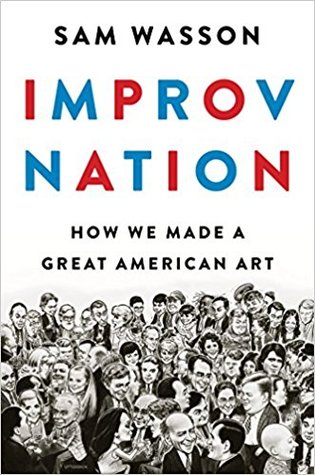 SAM WASSON
IMPROV
NATION
HOW WE MADE A
GREAT AMERICAN ART